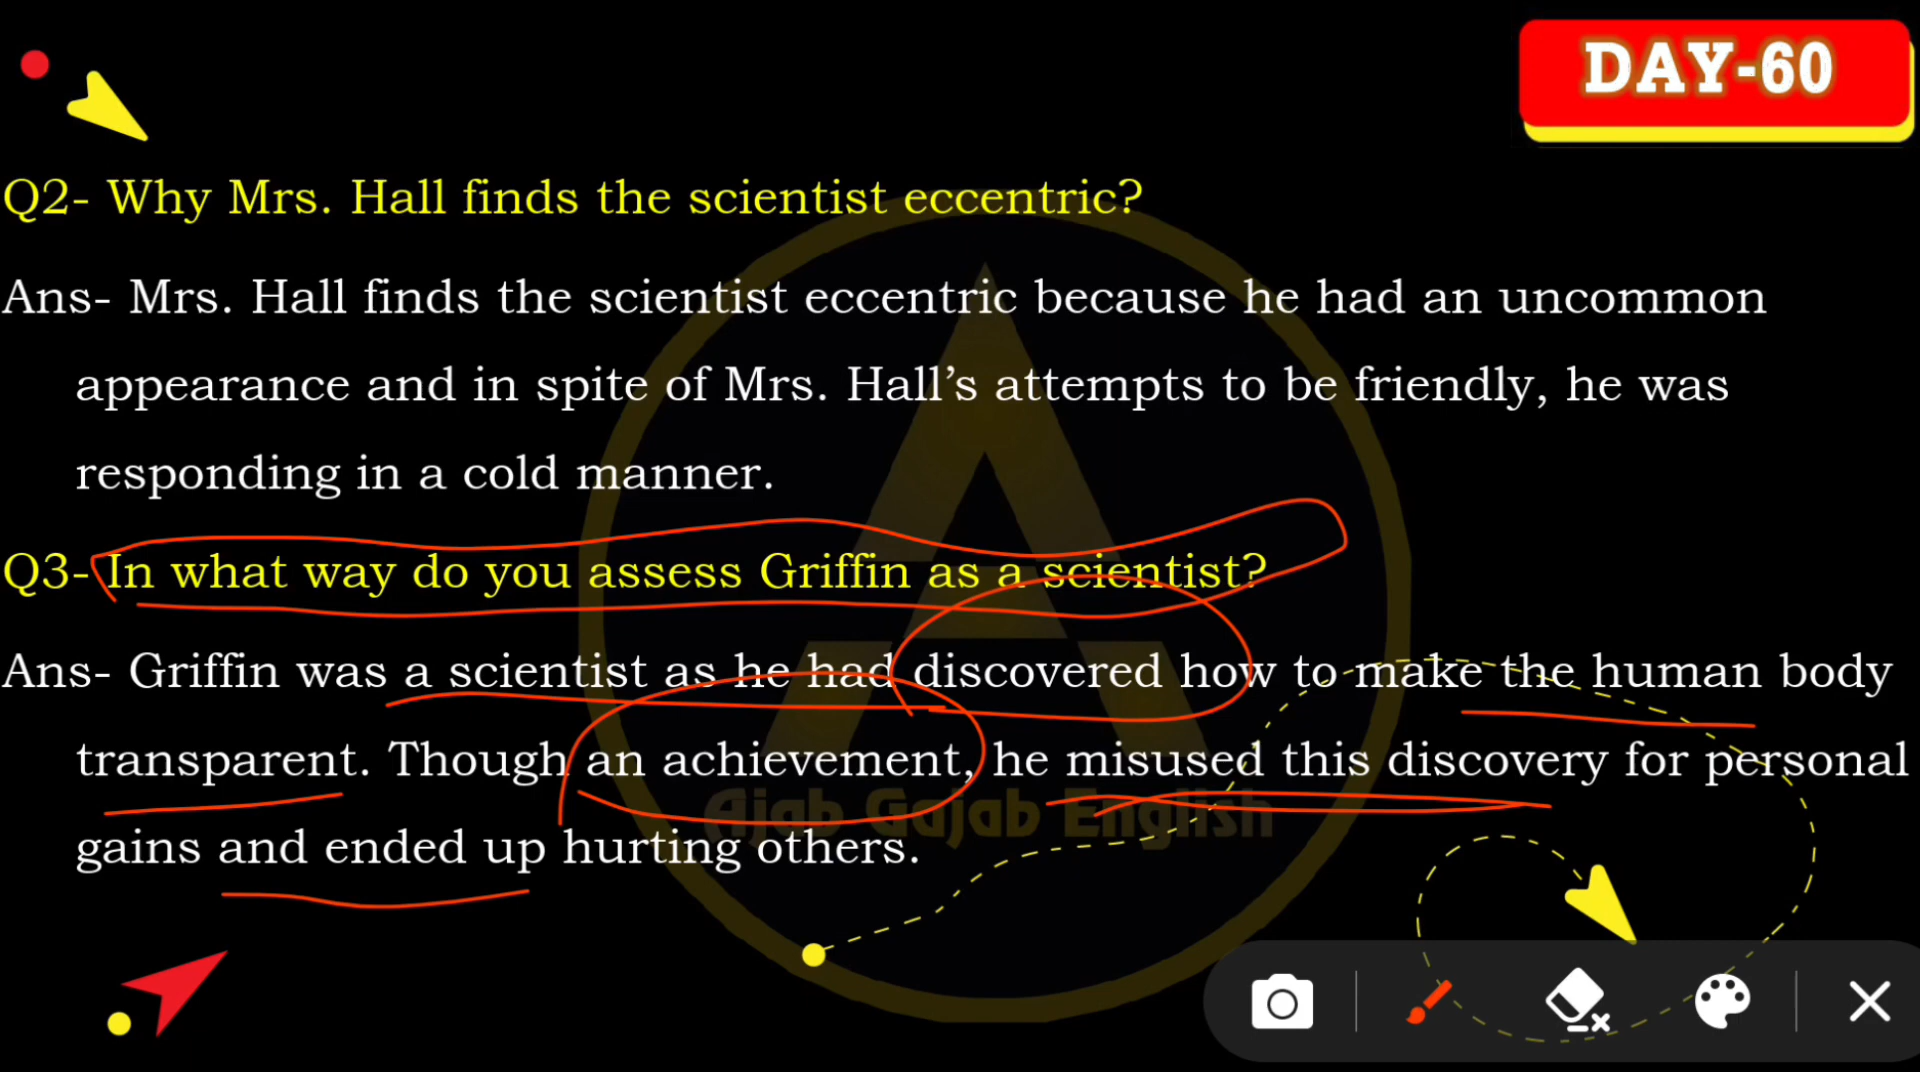 DAY-60
Q2- Why Mrs. Hall finds the scientist eccentric?
Ans- Mrs. Hall finds the scientist eccentric because he had an uncommon
appearance and in spite of Mrs. Hall’s attempts to be friendly, he was
responding in a cold manner.
Q3- In what way do you assess Griffin as a scientist?
Ans- Griffin was a scientist as he had discovered how to make the human body
transparent. Though an achievement, he misused this discovery for personal
Ajab Gajab English
gains and ended up hurting others.